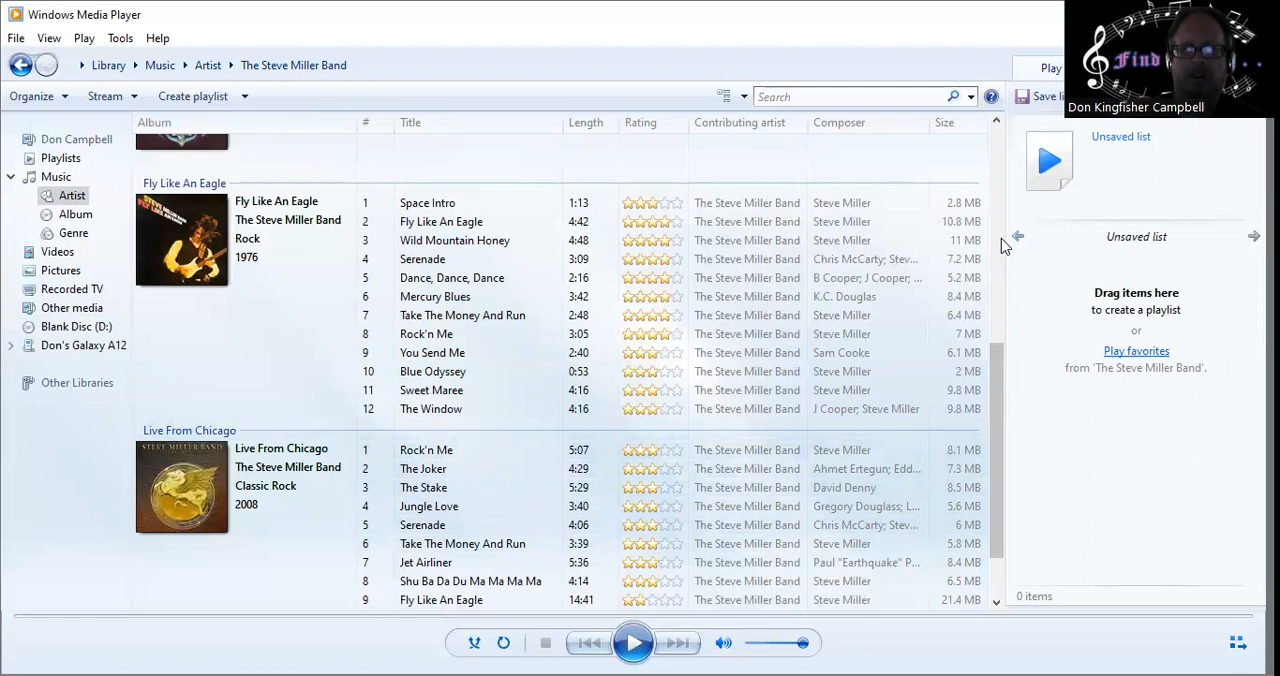 Windows Media Player
File View Play Tools Help
Library Music Artist The Steve Miller Band
Play
Find ...
Don Kingfisher Campbell
Organize Stream Create playlist Search Save li
Album # Title Length Rating Contributing artist Composer Size
Don Campbell
Playlists
Music
Artist
Album
Genre
Videos
Pictures
Recorded TV
Other media
Blank Disc (D:)
Don's Galaxy A12
Other Libraries
Fly Like An Eagle
STEVE MILLER BAND
FLY LIKE AN EAGLE
Fly Like An Eagle
The Steve Miller Band
Rock
1976
1 Space Intro 1:13 The Steve Miller Band Steve Miller 2.8 MB
2 Fly Like An Eagle 4:42 The Steve Miller Band Steve Miller 10.8 MB
3 Wild Mountain Honey 4:48 The Steve Miller Band Steve Miller 11 MB
4 Serenade 3:09 The Steve Miller Band Chris McCarty; Stev... 7.2 MB
5 Dance, Dance, Dance 2:16 The Steve Miller Band B Cooper; J Cooper; ... 5.2 MB
6 Mercury Blues 3:42 The Steve Miller Band K.C. Douglas 8.4 MB
7 Take The Money And Run 2:48 The Steve Miller Band Steve Miller 6.4 MB
8 Rock'n Me 3:05 The Steve Miller Band Steve Miller 7 MB
9 You Send Me 2:40 The Steve Miller Band Sam Cooke 6.1 MB
10 Blue Odyssey 0:53 The Steve Miller Band Steve Miller 2 MB
11 Sweet Maree 4:16 The Steve Miller Band Steve Miller 9.8 MB
12 The Window 4:16 The Steve Miller Band J Cooper; Steve Miller 9.8 MB
Live From Chicago
STEVE MILLER BAND
Live From Chicago
The Steve Miller Band
Classic Rock
2008
1 Rock'n Me 5:07 The Steve Miller Band Steve Miller 8.1 MB
2 The Joker 4:29 The Steve Miller Band Ahmet Ertegun; Edd... 7.3 MB
3 The Stake 5:29 The Steve Miller Band David Denny 8.5 MB
4 Jungle Love 3:40 The Steve Miller Band Gregory Douglass; L... 5.6 MB
5 Serenade 4:06 The Steve Miller Band Chris McCarty; Stev... 6 MB
6 Take The Money And Run 3:39 The Steve Miller Band Steve Miller 5.8 MB
7 Jet Airliner 5:36 The Steve Miller Band Paul "Earthquake" P... 8.4 MB
8 Shu Ba Da Du Ma Ma Ma Ma 4:14 The Steve Miller Band Steve Miller 6.5 MB
9 Fly Like An Eagle 14:41 The Steve Miller Band Steve Miller 21.4 MB
Unsaved list
Unsaved list
Drag items here
to create a playlist
or
Play favorites
from 'The Steve Miller Band'.
0 items